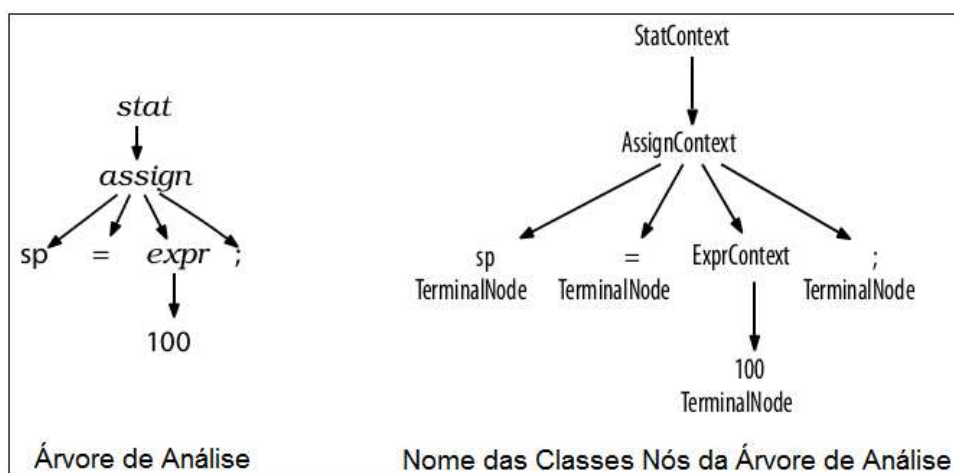 stat
assign
sp = expr ;
100
Árvore de Análise
StatContext
AssignContext
sp = ExprContext ;
TerminalNode TerminalNode TerminalNode
100
TerminalNode
Nome das Classes Nós da Árvore de Análise